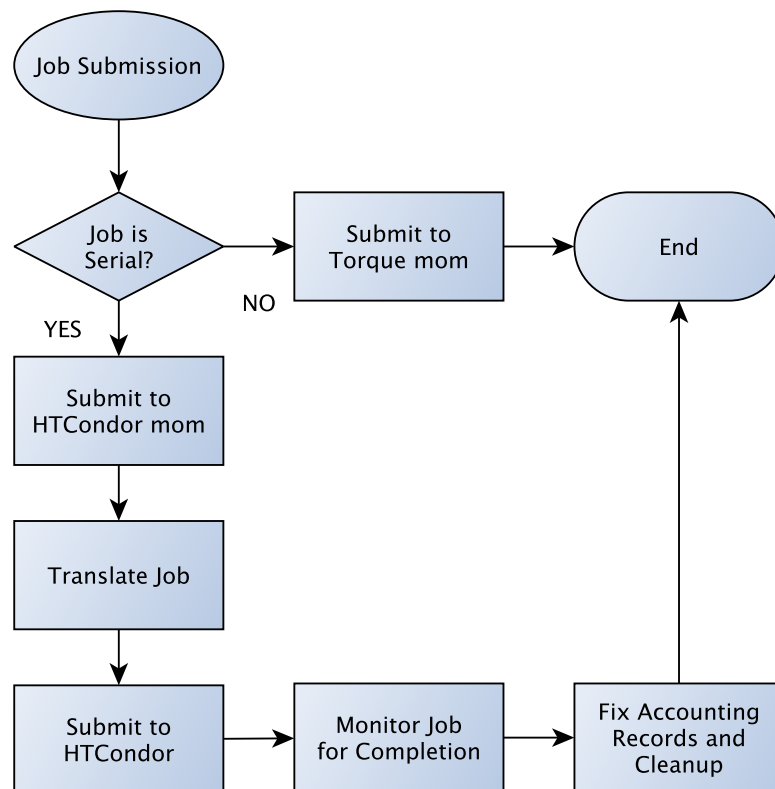 Job Submission
Job is
Serial?
Submit to
Torque mom
End
NO
YES
Submit to
HTCondor mom
Translate Job
Submit to
HTCondor
Monitor Job
for Completion
Fix Accounting
Records and
Cleanup